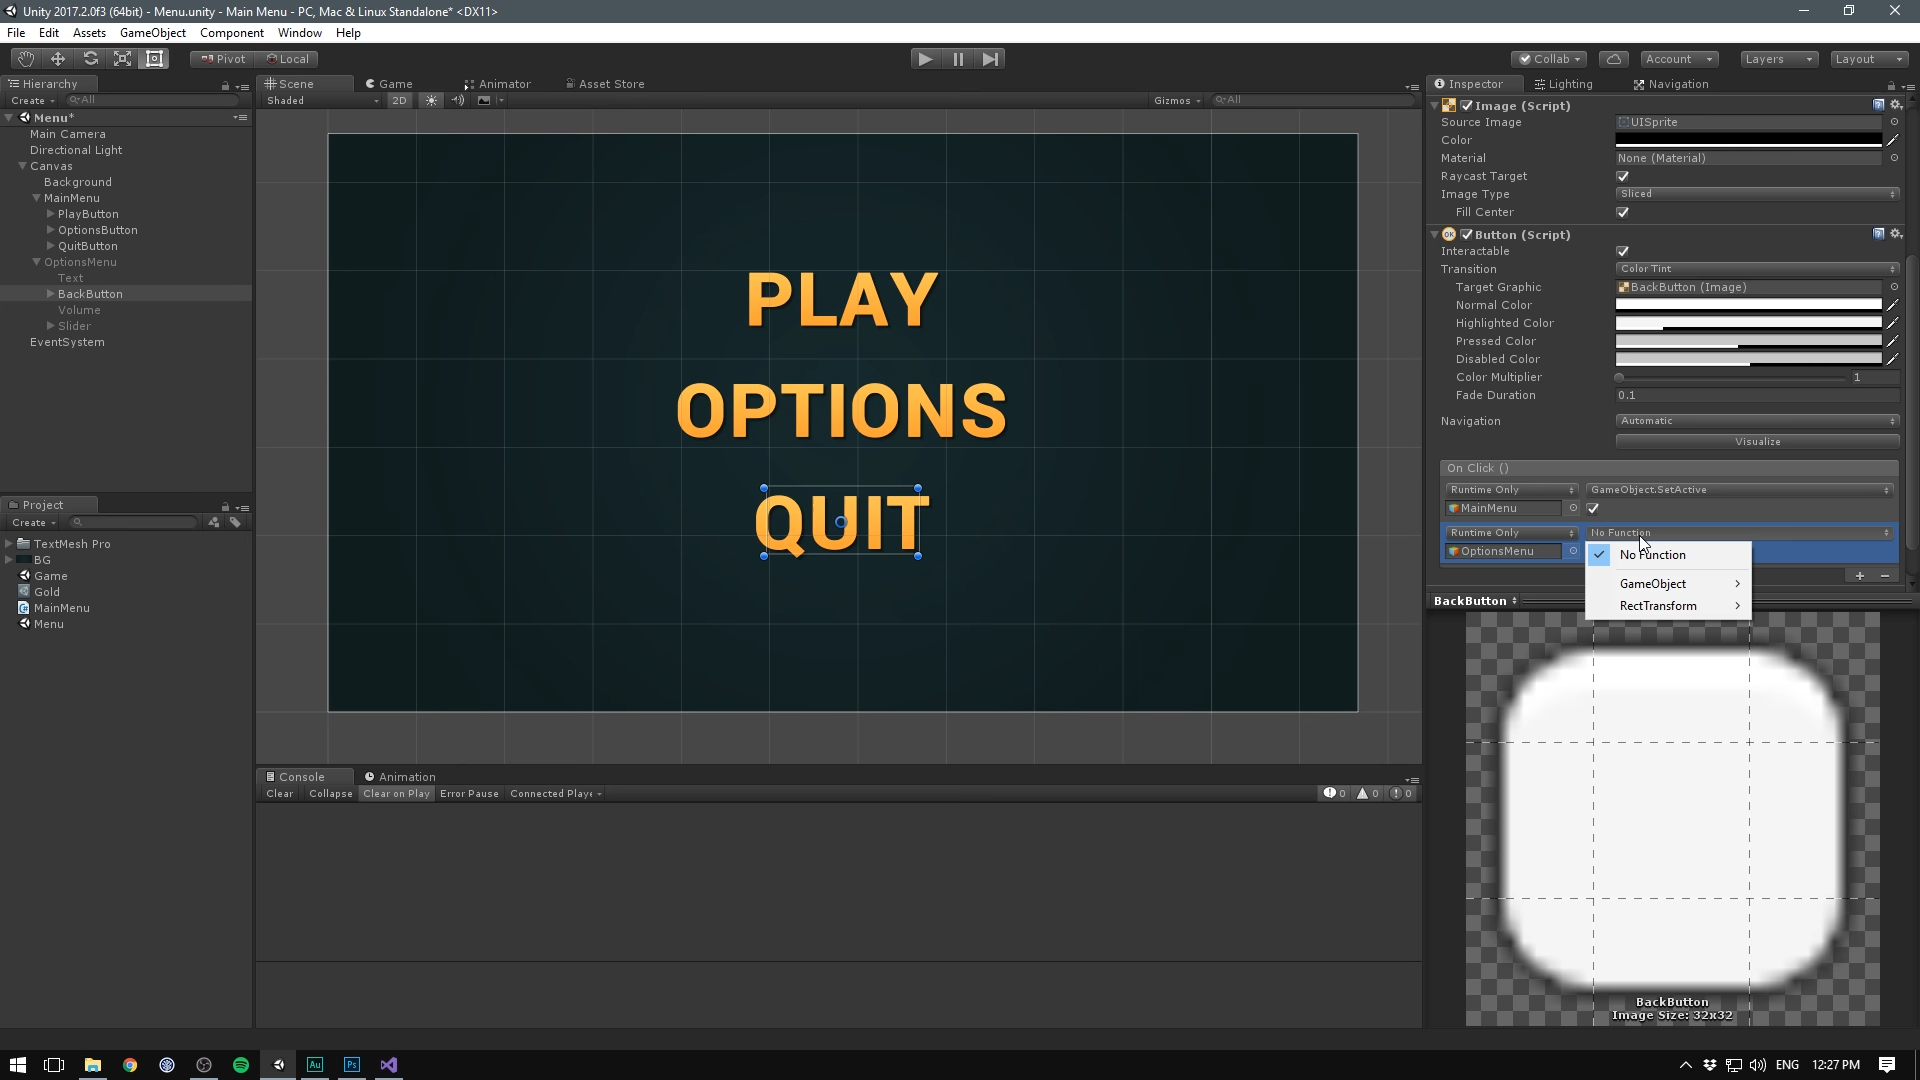 Unity 2017.2.0f3 (64bit) - Menu.unity - Main Menu - PC, Mac & Linux Standalone* <DX11>
File Edit Assets GameObject Component Window Help
Pivot Local Collab Account Layers Layout
Hierarchy
Create All
Menu*
Main Camera
Directional Light
Canvas
Background
MainMenu
PlayButton
OptionsButton
QuitButton
OptionsMenu
Text
BackButton
Volume
Slider
EventSystem
Project
Create
TextMesh Pro
BG
Game
Gold
MainMenu
Menu
Scene Game Animator Asset Store
Shaded 2D Gizmos All
PLAY
OPTIONS
QUIT
Console Animation
Clear Collapse Clear on Play Error Pause Connected Playe 0 0 0
Inspector Lighting Navigation
Image (Script)
Source Image UISprite
Color
Material None (Material)
Raycast Target
Image Type Sliced
Fill Center
OK Button (Script)
Interactable
Transition Color Tint
Target Graphic BackButton (Image)
Normal Color
Highlighted Color
Pressed Color
Disabled Color
Color Multiplier 1
Fade Duration 0.1
Navigation Automatic
Visualize
On Click ()
Runtime Only GameObject.SetActive
MainMenu
Runtime Only No Function
OptionsMenu
No Function
GameObject
RectTransform
BackButton
BackButton
Image Size: 32x32
Au Ps ENG 12:27 PM